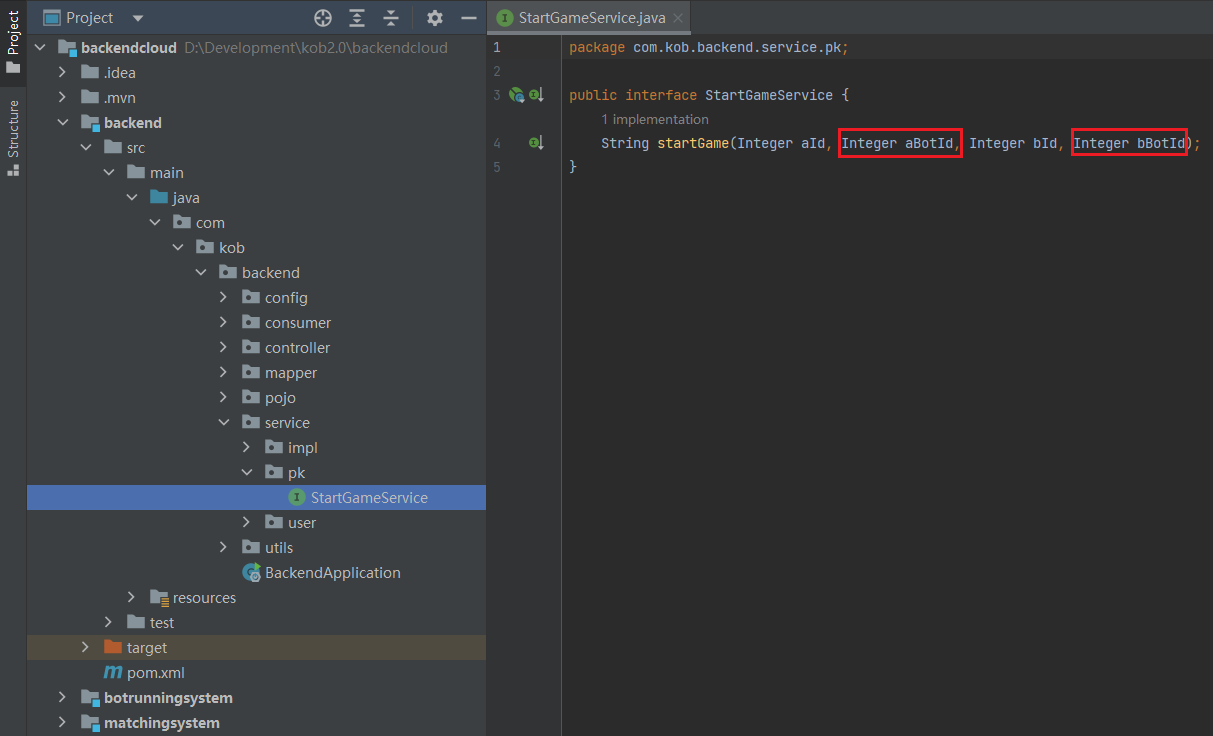 Project
Structure
Project
backendcloud D:\Development\kob2.0\backendcloud
.idea
.mvn
backend
src
main
java
com
kob
backend
config
consumer
controller
mapper
pojo
service
impl
pk
StartGameService
user
utils
BackendApplication
resources
test
target
pom.xml
botrunningsystem
matchingsystem
StartGameService.java
1 package com.kob.backend.service.pk;
2
3 public interface StartGameService {
1 implementation
4 String startGame(Integer aId, Integer aBotId, Integer bId, Integer bBotId);
5 }